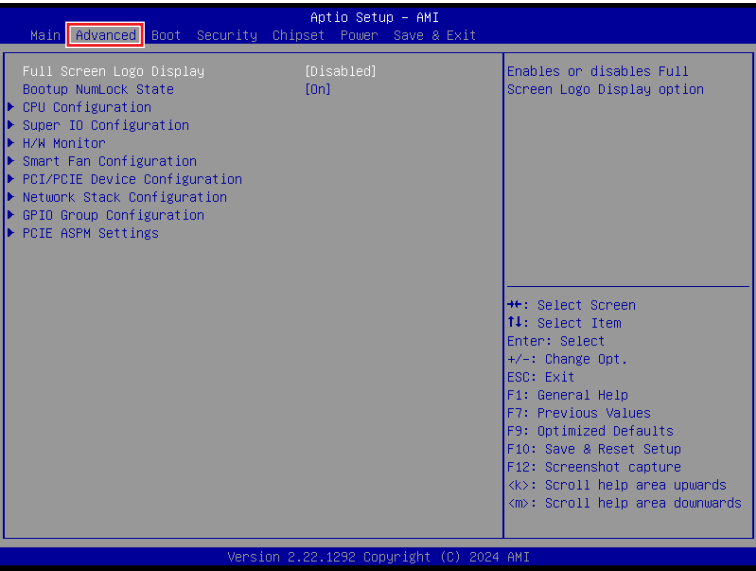 Aptio Setup – AMI
Main Advanced Boot Security Chipset Power Save & Exit
Full Screen Logo Display [Disabled]
Bootup NumLock State [On]
CPU Configuration
Super IO Configuration
H/W Monitor
Smart Fan Configuration
PCI/PCIE Device Configuration
Network Stack Configuration
GPIO Group Configuration
PCIE ASPM Settings
Enables or disables Full
Screen Logo Display option
→←: Select Screen
↑↓: Select Item
Enter: Select
+/-: Change Opt.
ESC: Exit
F1: General Help
F7: Previous Values
F9: Optimized Defaults
F10: Save & Reset Setup
F12: Screenshot capture
<k>: Scroll help area upwards
<m>: Scroll help area downwards
Version 2.22.1292 Copyright (C) 2024 AMI